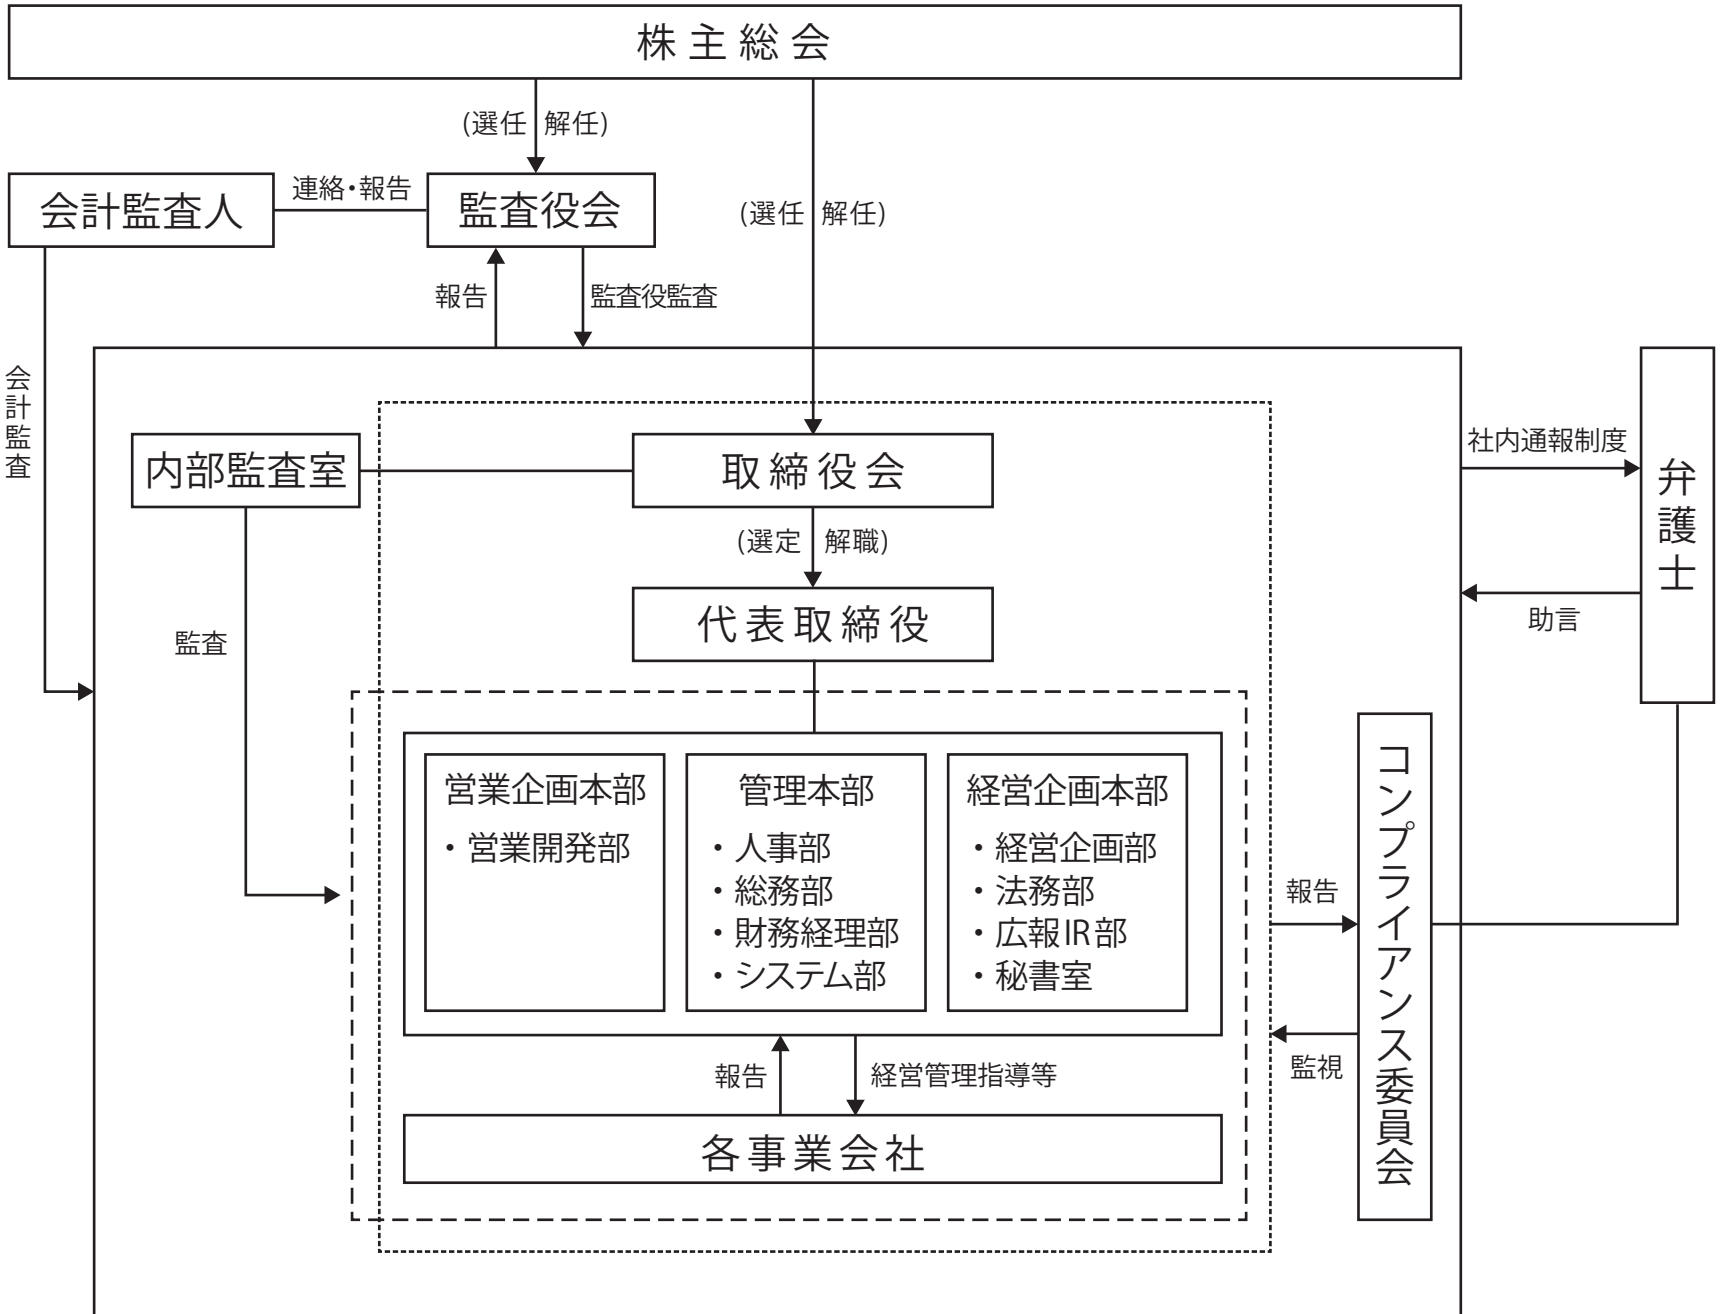 株主総会
(選任 解任)
会計監査人
連絡・報告
監査役会
(選任 解任)
報告
監査役監査
会計監査
内部監査室
取締役会
社内通報制度
弁護士
(選定 解職)
代表取締役
助言
監査
営業企画本部
・営業開発部
管理本部
・人事部
・総務部
・財務経理部
・システム部
経営企画本部
・経営企画部
・法務部
・広報IR部
・秘書室
報告
コンプライアンス委員会
監視
報告
経営管理指導等
各事業会社